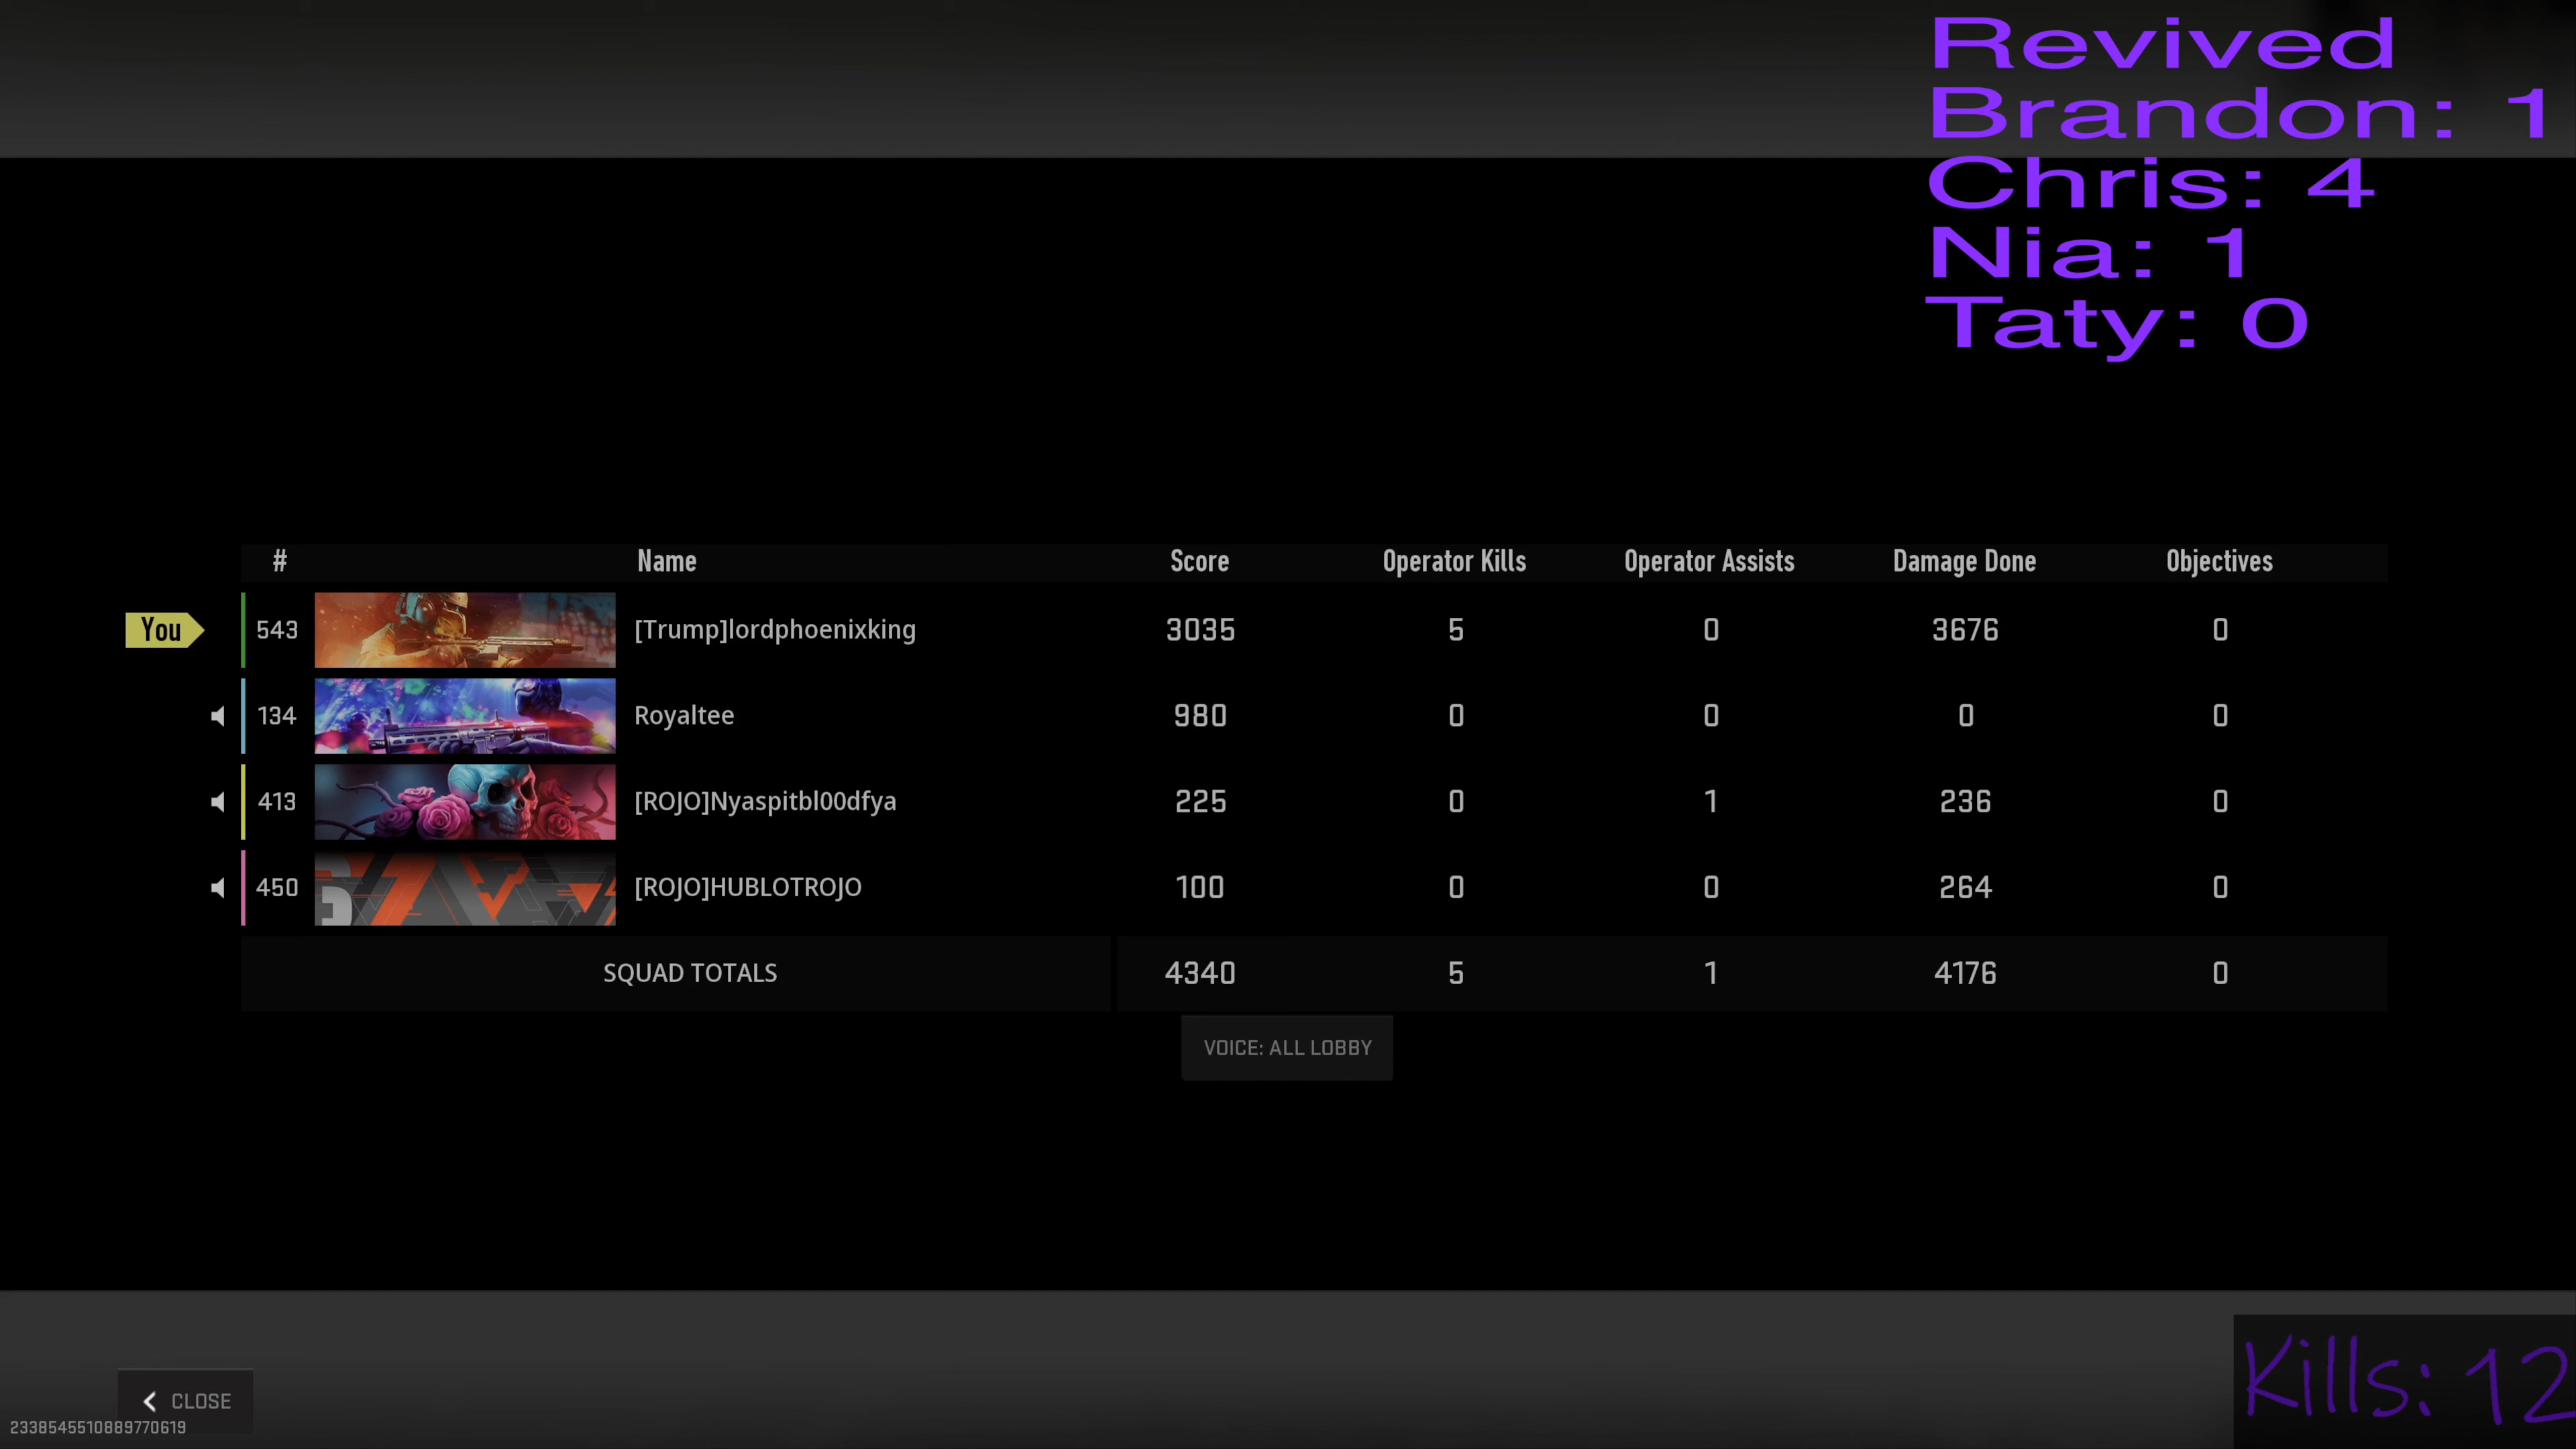 Revived
Brandon: 1
Chris: 4
Nia: 1
Taty: 0
# Name Score Operator Kills Operator Assists Damage Done Objectives
You 543 [Trump]lordphoenixking 3035 5 0 3676 0
134 Royaltee 980 0 0 0 0
413 [ROJO]Nyaspitbl00dfya 225 0 1 236 0
450 [ROJO]HUBLOTROJO 100 0 0 264 0
SQUAD TOTALS 4340 5 1 4176 0
VOICE: ALL LOBBY
CLOSE
2338545510889770619
Kills: 12